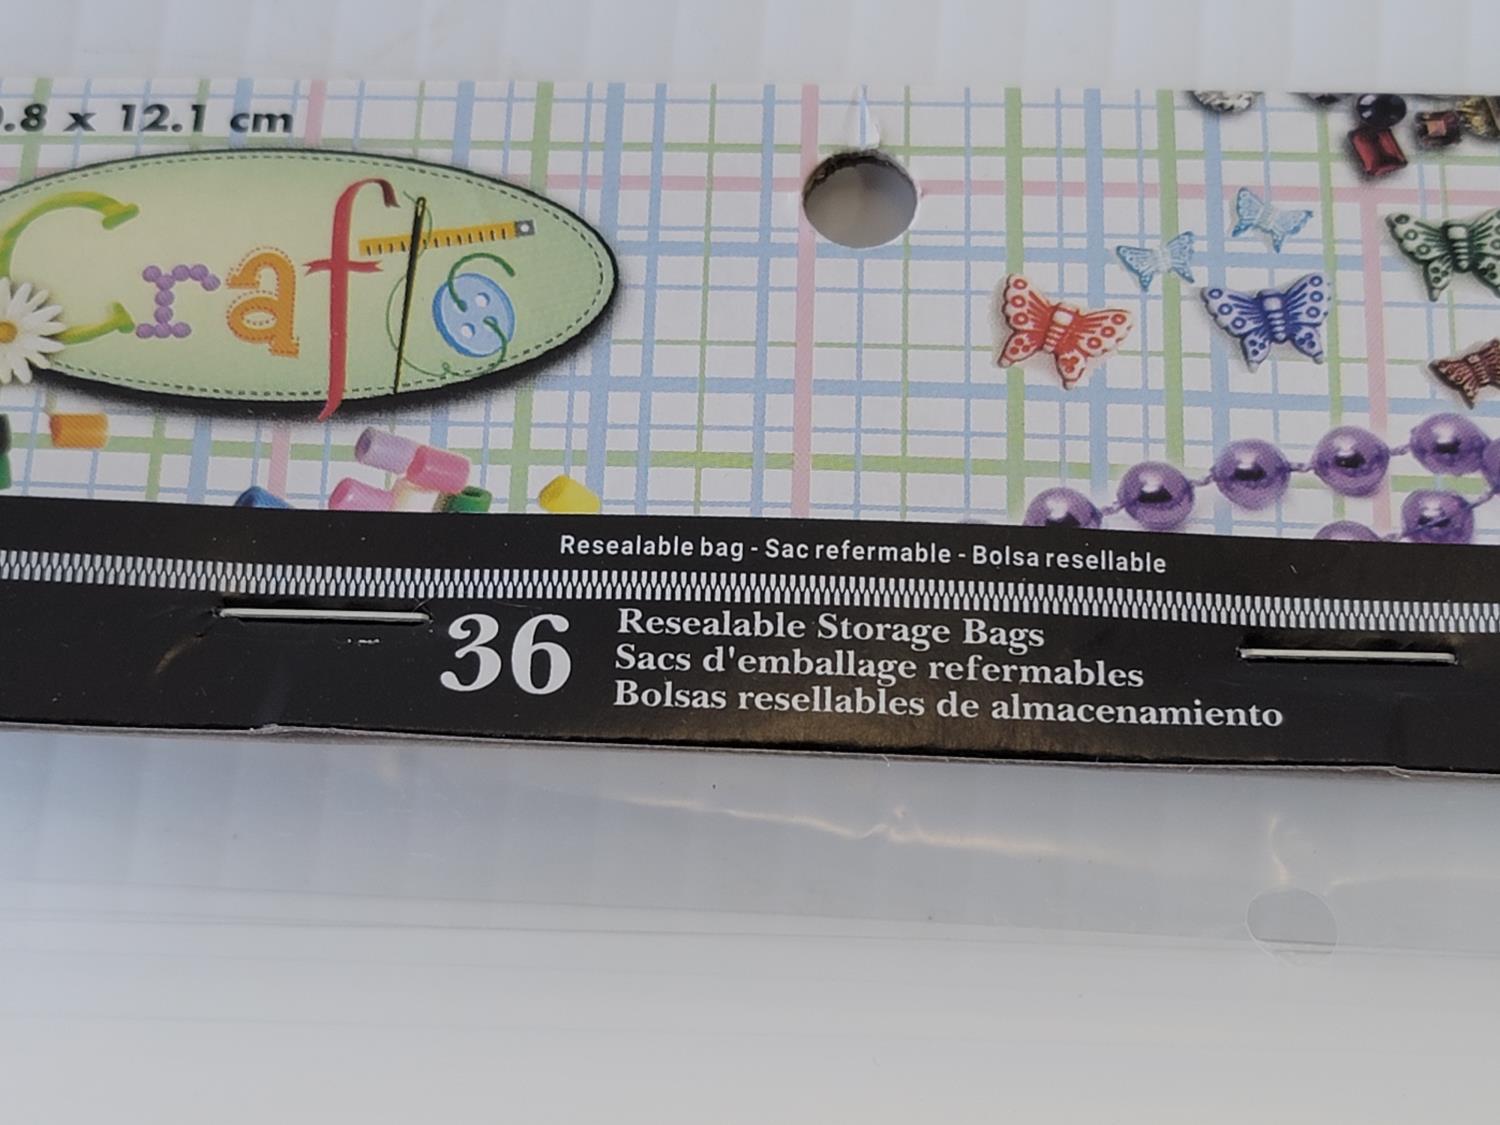 .8 x 12.1 cm
Crafts
Resealable bag - Sac refermable - Bolsa resellable
36
Resealable Storage Bags
Sacs d'emballage refermables
Bolsas resellables de almacenamiento